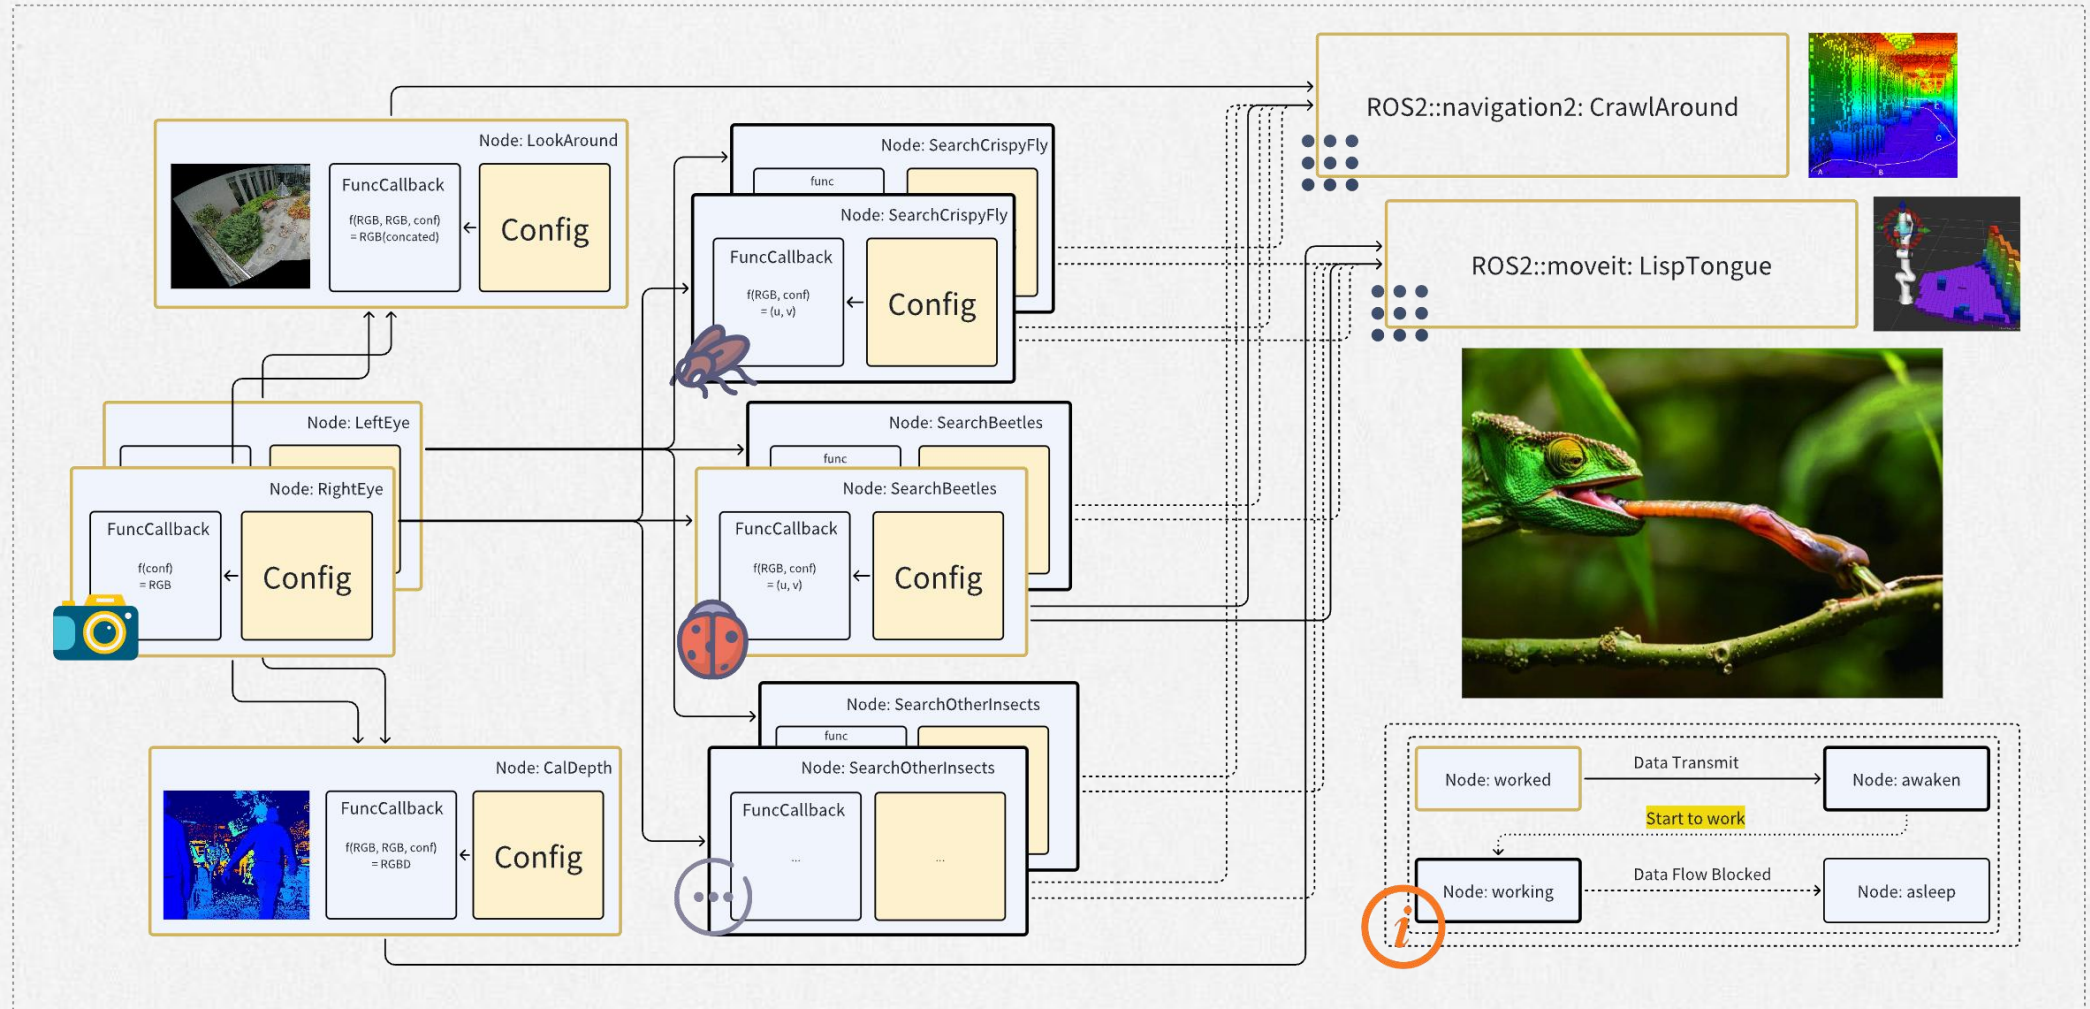 Node: LookAround
FuncCallback
f(RGB, RGB, conf)
= RGB(concated)
Config
Node: LeftEye
Node: RightEye
FuncCallback
f(conf)
= RGB
Config
Node: CalDepth
FuncCallback
f(RGB, RGB, conf)
= RGBD
Config
Node: SearchCrispyFly
func
Node: SearchCrispyFly
FuncCallback
f(RGB, conf)
= (u, v)
Config
Node: SearchBeetles
func
Node: SearchBeetles
FuncCallback
f(RGB, conf)
= (u, v)
Config
Node: SearchOtherInsects
func
Node: SearchOtherInsects
FuncCallback
...
...
ROS2::navigation2: CrawlAround
A
B
C
E
ROS2::moveit: LispTongue
Node: worked
Data Transmit
Node: awaken
Start to work
Node: working
Data Flow Blocked
Node: asleep
i